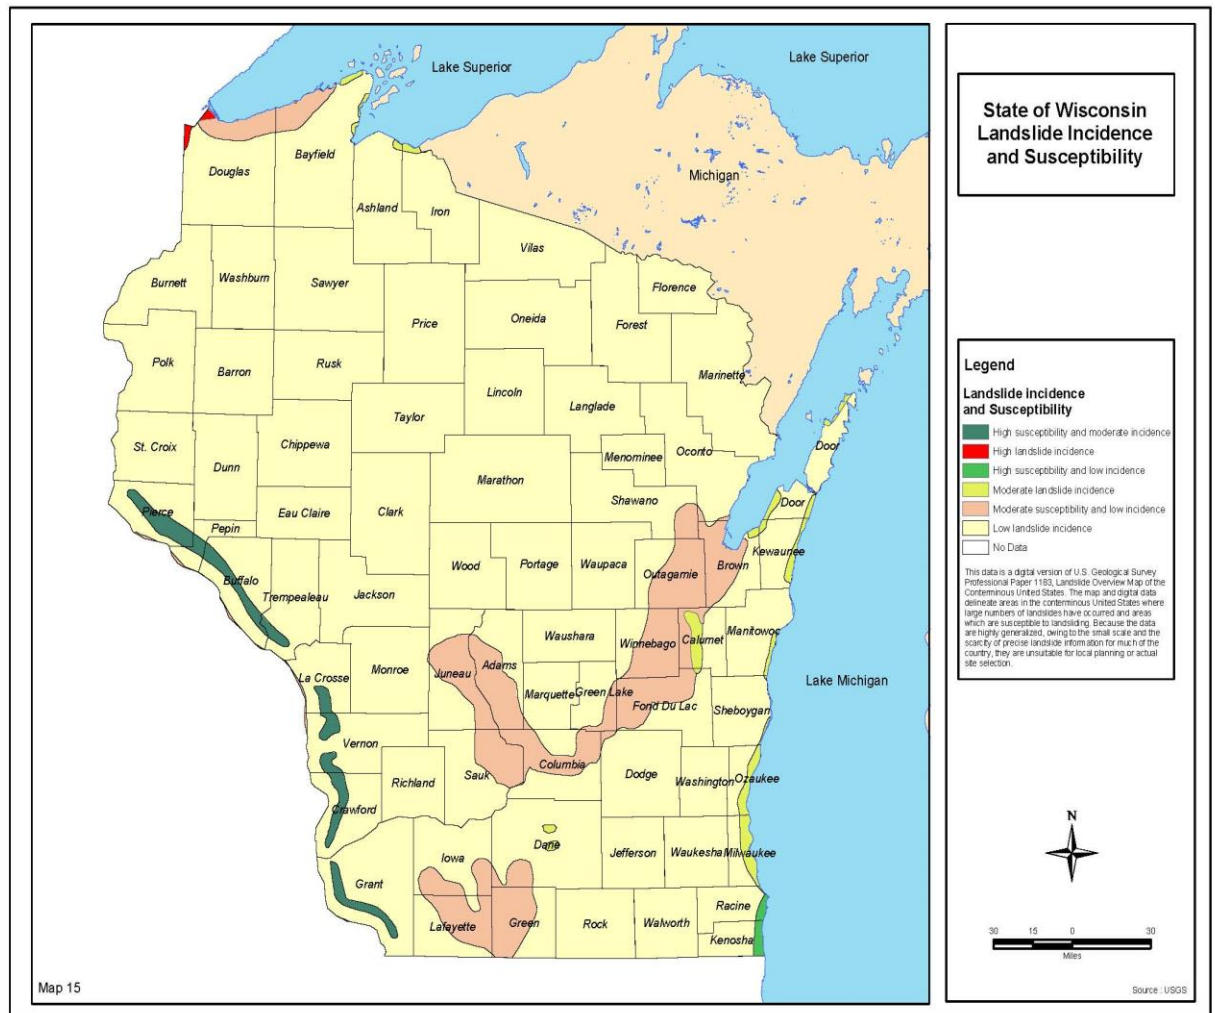 Lake Superior
Lake Superior
Michigan
Douglas
Bayfield
Ashland
Iron
Vilas
Burnett
Washburn
Sawyer
Price
Oneida
Forest
Florence
Polk
Barron
Rusk
Lincoln
Langlade
Marinette
Taylor
St. Croix
Dunn
Chippewa
Marathon
Menominee
Oconto
Door
Shawano
Door
Pierce
Pepin
Eau Claire
Clark
Buffalo
Trempealeau
Jackson
Wood
Portage
Waupaca
Outagamie
Brown
Kewaunee
Waushara
Winnebago
Calumet
Manitowoc
La Crosse
Monroe
Juneau
Adams
Marquette
Green Lake
Fond Du Lac
Sheboygan
Lake Michigan
Vernon
Richland
Sauk
Columbia
Dodge
Washington
Ozaukee
Crawford
Iowa
Dane
Jefferson
Waukesha
Milwaukee
Grant
Lafayette
Green
Rock
Walworth
Racine
Kenosha
Map 15
State of Wisconsin
Landslide Incidence
and Susceptibility
Legend
Landslide incidence
and Susceptibility
High susceptibility and moderate incidence
High landslide incidence
High susceptibility and low incidence
Moderate landslide incidence
Moderate susceptibility and low incidence
Low landslide incidence
No Data
This data is a digital version of U.S. Geological Survey
Professional Paper 1183, Landslide Overview Map of the
Conterminous United States. The map and digital data
delineate areas in the conterminous United States where
large numbers of landslides have occurred and areas
which are susceptible to landsliding. Because the data
are highly generalized, owing to the small scale and the
scarcity of precise landslide information for much of the
country, they are unsuitable for local planning or actual
site selection.
N
30 15 0 30
Miles
Source : USGS